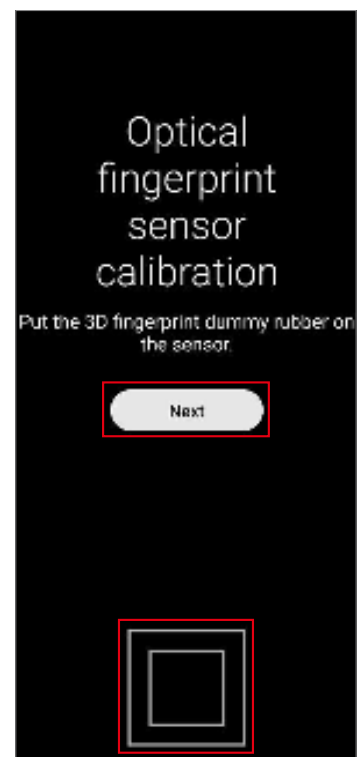 Optical
fingerprint
sensor
calibration
Put the 3D fingerprint dummy rubber on
the sensor.
Next